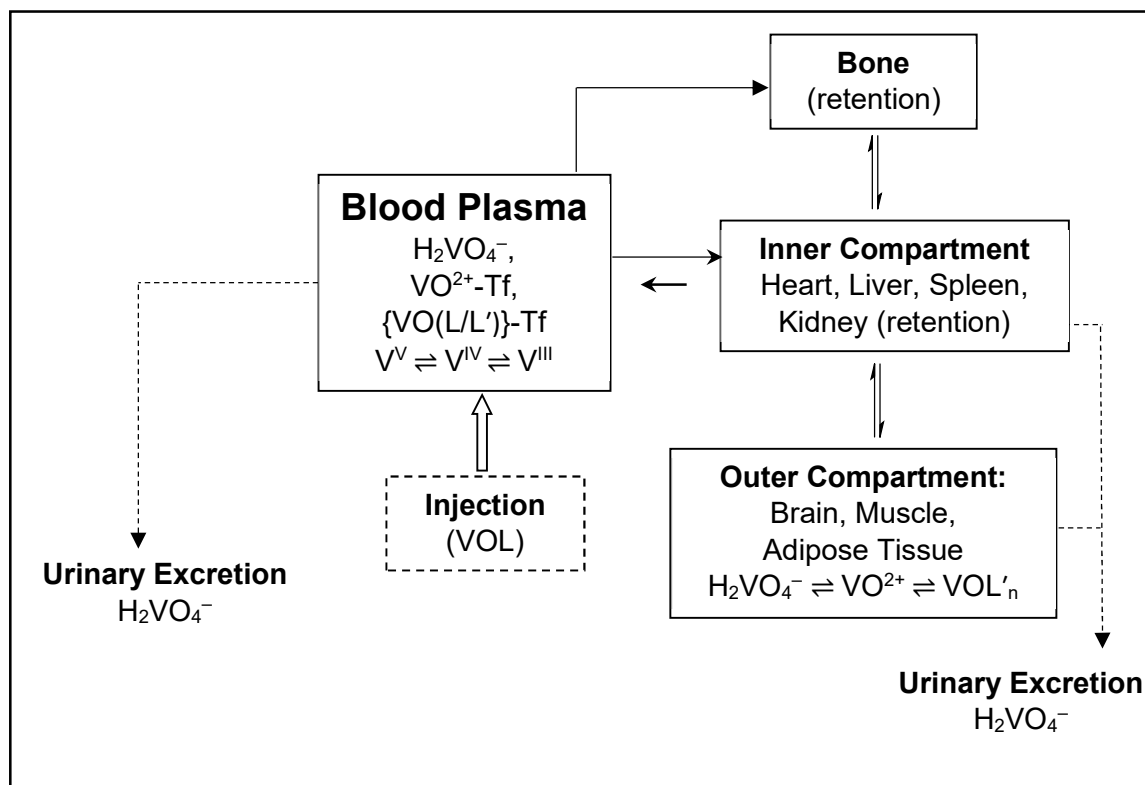 Bone
(retention)
Blood Plasma
H₂VO₄⁻,
VO²⁺-Tf,
{VO(L/L′)}-Tf
Vⱽ ⇌ Vᴵⱽ ⇌ Vᴵᴵᴵ
Inner Compartment
Heart, Liver, Spleen,
Kidney (retention)
Injection
(VOL)
Outer Compartment:
Brain, Muscle,
Adipose Tissue
H₂VO₄⁻ ⇌ VO²⁺ ⇌ VOL′ₙ
Urinary Excretion
H₂VO₄⁻
Urinary Excretion
H₂VO₄⁻